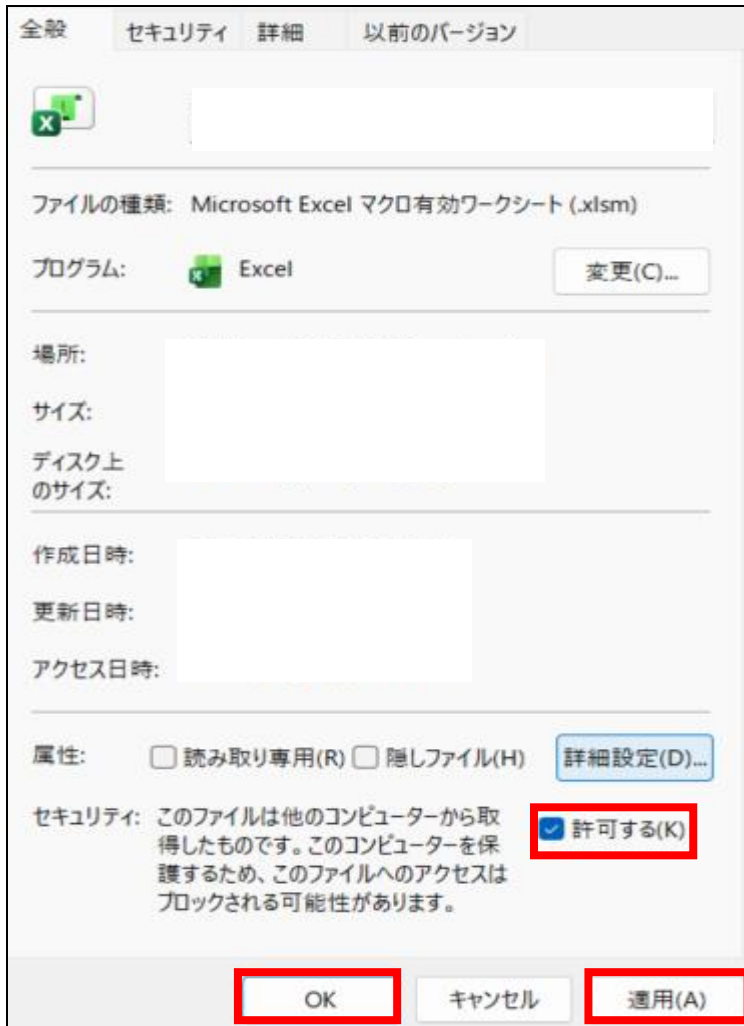 全般 セキュリティ 詳細 以前のバージョン
ファイルの種類: Microsoft Excel マクロ有効ワークシート (.xlsm)
プログラム: Excel 変更(C)...
場所:
サイズ:
ディスク上
のサイズ:
作成日時:
更新日時:
アクセス日時:
属性: 読み取り専用(R) 隠しファイル(H) 詳細設定(D)...
セキュリティ: このファイルは他のコンピューターから取
得したものです。このコンピューターを保
護するため、このファイルへのアクセスは
ブロックされる可能性があります。
許可する(K)
OK キャンセル 適用(A)